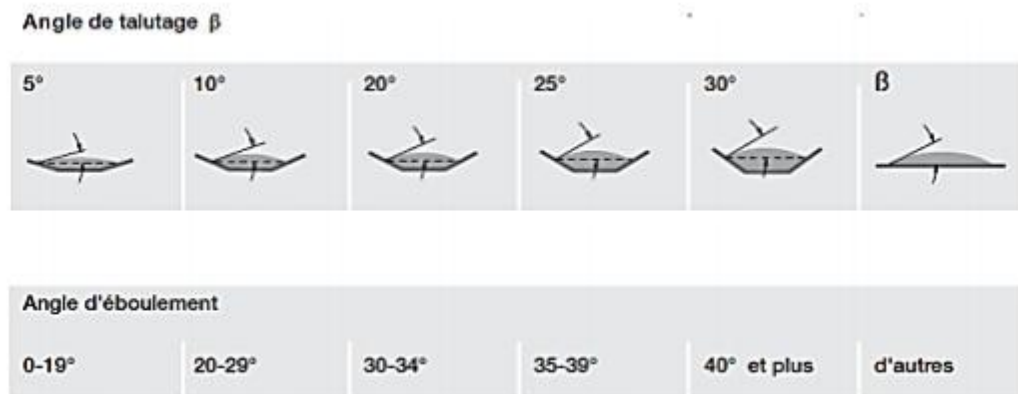 Angle de talutage β
5° 10° 20° 25° 30° β
Angle d'éboulement
0-19° 20-29° 30-34° 35-39° 40° et plus d'autres